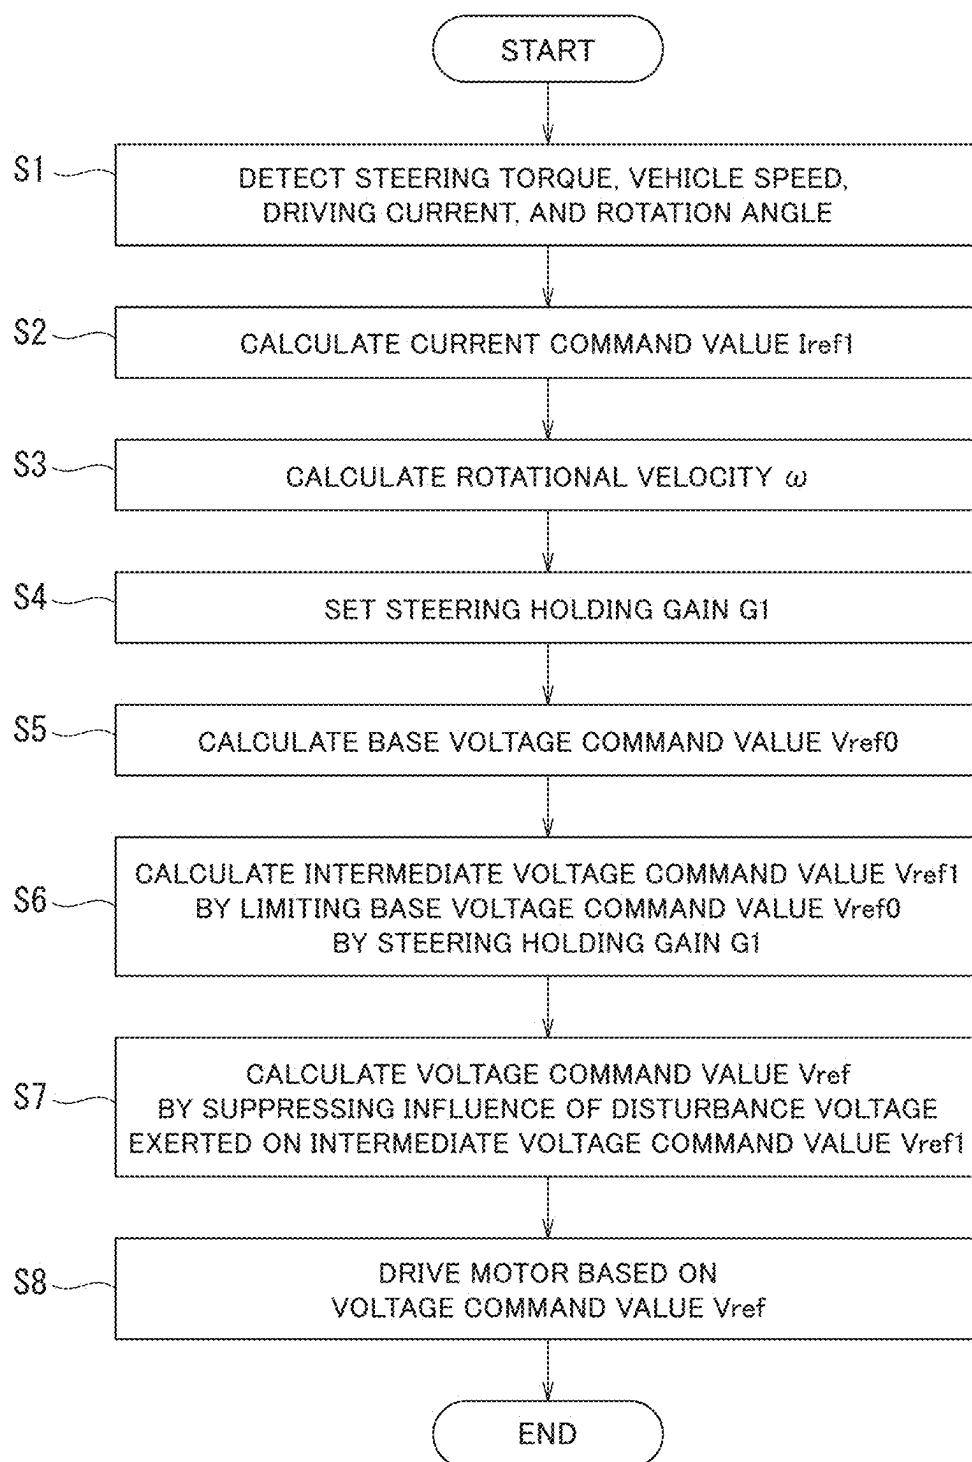 START
S1
DETECT STEERING TORQUE, VEHICLE SPEED,
DRIVING CURRENT, AND ROTATION ANGLE
S2
CALCULATE CURRENT COMMAND VALUE Iref1
S3
CALCULATE ROTATIONAL VELOCITY ω
S4
SET STEERING HOLDING GAIN G1
S5
CALCULATE BASE VOLTAGE COMMAND VALUE Vref0
S6
CALCULATE INTERMEDIATE VOLTAGE COMMAND VALUE Vref1
BY LIMITING BASE VOLTAGE COMMAND VALUE Vref0
BY STEERING HOLDING GAIN G1
S7
CALCULATE VOLTAGE COMMAND VALUE Vref
BY SUPPRESSING INFLUENCE OF DISTURBANCE VOLTAGE
EXERTED ON INTERMEDIATE VOLTAGE COMMAND VALUE Vref1
S8
DRIVE MOTOR BASED ON
VOLTAGE COMMAND VALUE Vref
END